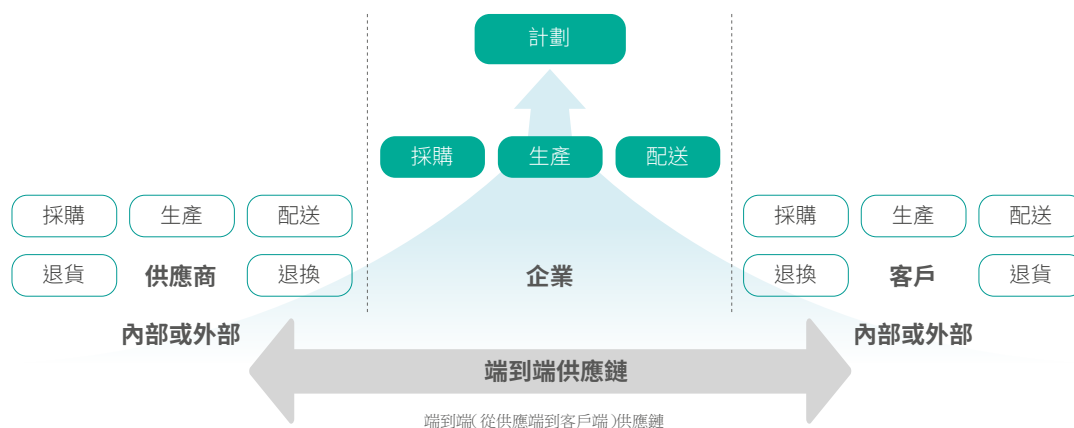 計劃
採購 生產 配送
採購 生產 配送
採購 生產 配送
退貨 供應商 退換
企業
退換 客戶 退貨
內部或外部
內部或外部
端到端供應鏈
端到端(從供應端到客戶端)供應鏈